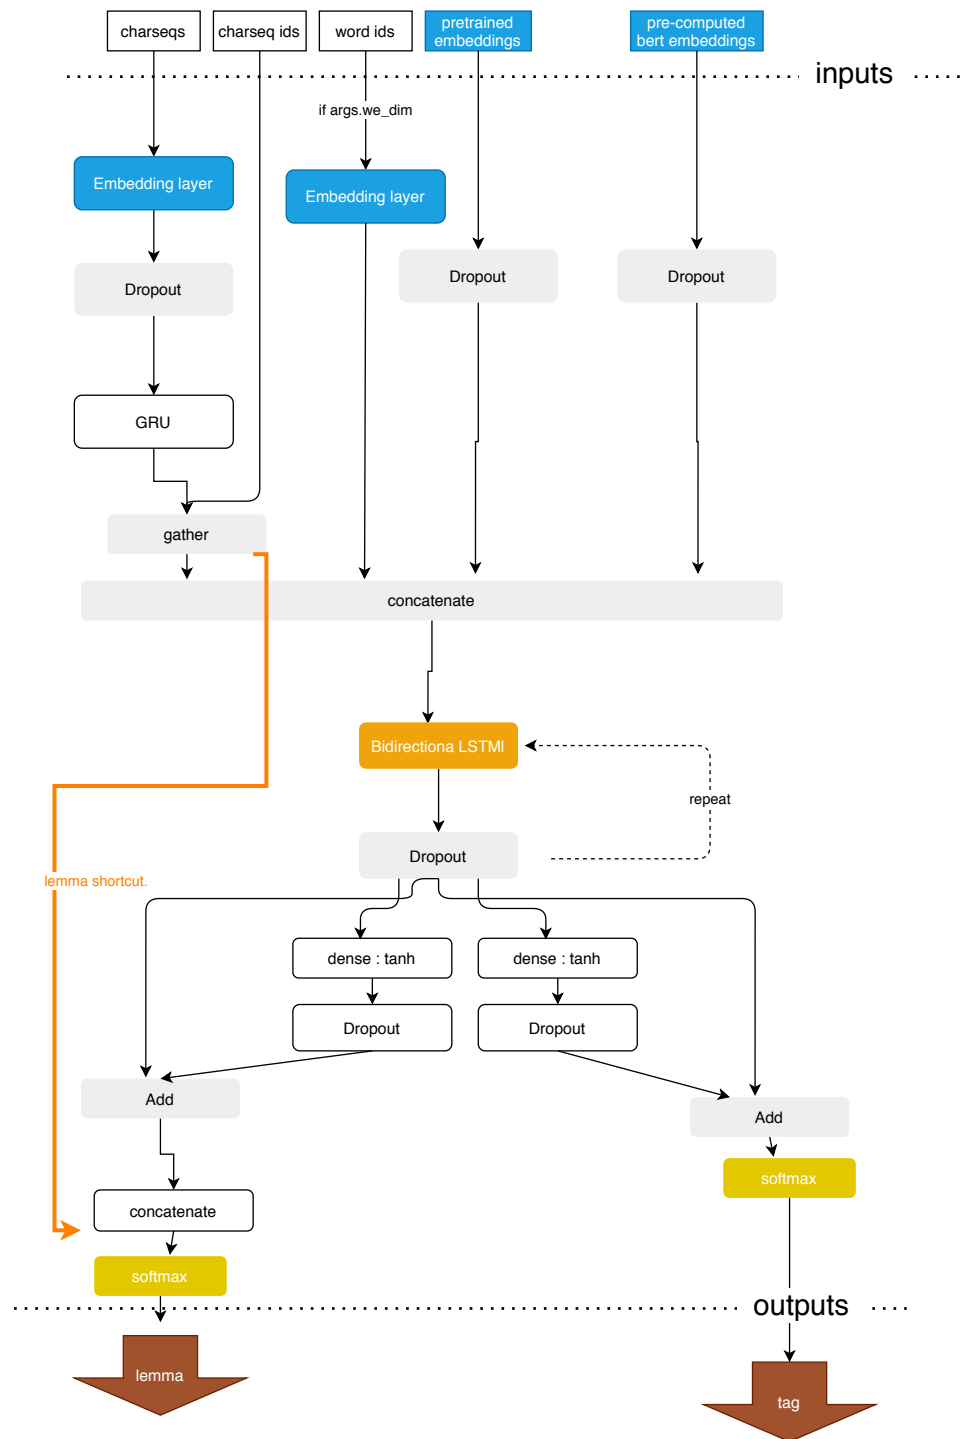 charseqs
charseq ids
word ids
pretrained
embeddings
pre-computed
bert embeddings
inputs
if args.we_dim
Embedding layer
Embedding layer
Dropout
Dropout
Dropout
GRU
gather
concatenate
Bidirectiona LSTMl
repeat
Dropout
lemma shortcut.
dense : tanh
dense : tanh
Dropout
Dropout
Add
Add
softmax
concatenate
softmax
outputs
lemma
tag